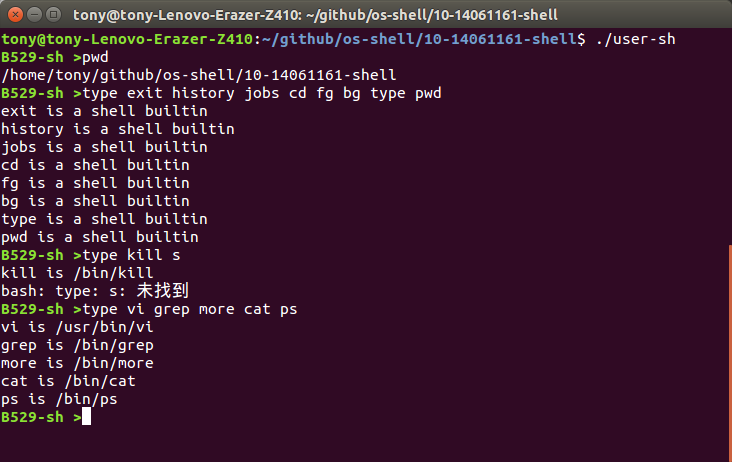 tony@tony-Lenovo-Erazer-Z410: ~/github/os-shell/10-14061161-shell
tony@tony-Lenovo-Erazer-Z410:~/github/os-shell/10-14061161-shell$ ./user-sh
B529-sh >pwd
/home/tony/github/os-shell/10-14061161-shell
B529-sh >type exit history jobs cd fg bg type pwd
exit is a shell builtin
history is a shell builtin
jobs is a shell builtin
cd is a shell builtin
fg is a shell builtin
bg is a shell builtin
type is a shell builtin
pwd is a shell builtin
B529-sh >type kill s
kill is /bin/kill
bash: type: s: 未找到
B529-sh >type vi grep more cat ps
vi is /usr/bin/vi
grep is /bin/grep
more is /bin/more
cat is /bin/cat
ps is /bin/ps
B529-sh >